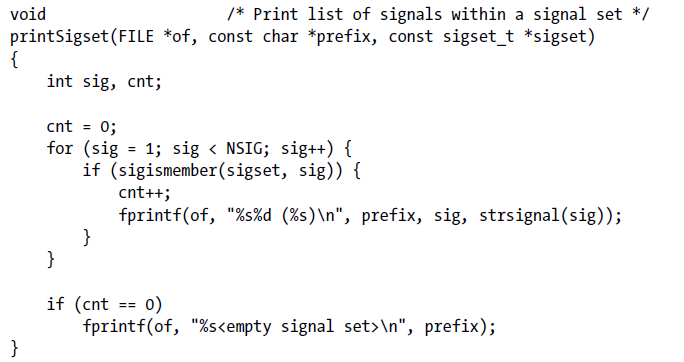 void                    /* Print list of signals within a signal set */
printSigset(FILE *of, const char *prefix, const sigset_t *sigset)
{
    int sig, cnt;

    cnt = 0;
    for (sig = 1; sig < NSIG; sig++) {
        if (sigismember(sigset, sig)) {
            cnt++;
            fprintf(of, "%s%d (%s)\n", prefix, sig, strsignal(sig));
        }
    }

    if (cnt == 0)
        fprintf(of, "%s<empty signal set>\n", prefix);
}